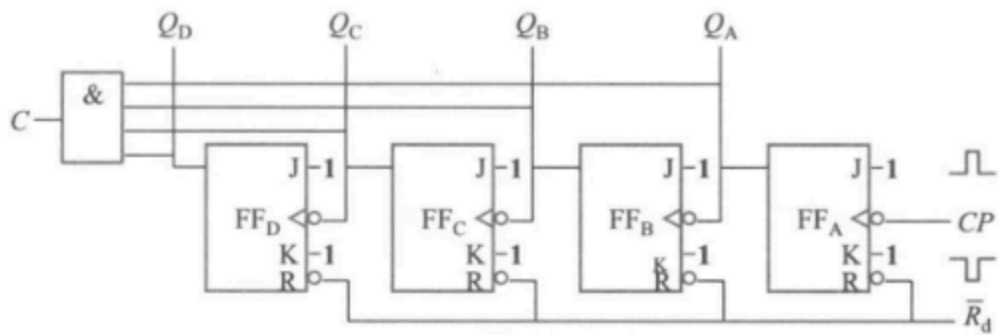 Q_D Q_C Q_B Q_A
&
C
J 1 J 1 J 1 J 1
FF_D FF_C FF_B FF_A CP
K 1 K 1 K 1 K 1
R R R R
R̅_d